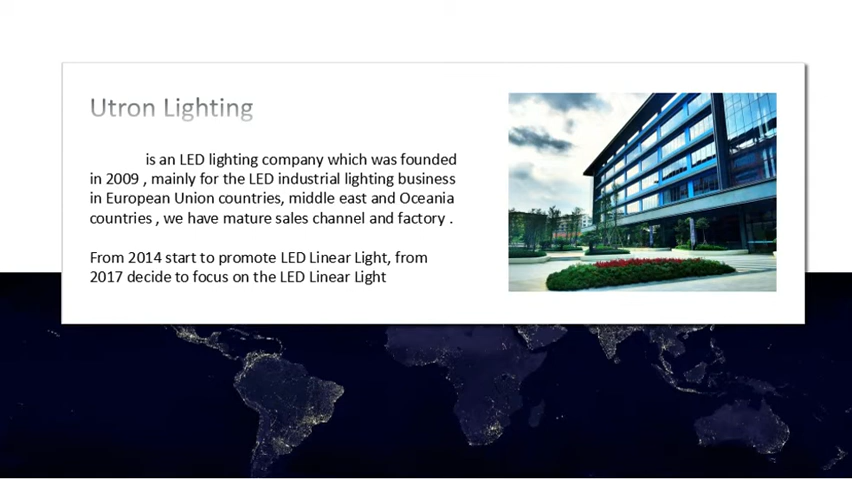 Utron Lighting
is an LED lighting company which was founded
in 2009 , mainly for the LED industrial lighting business
in European Union countries, middle east and Oceania
countries , we have mature sales channel and factory .
From 2014 start to promote LED Linear Light, from
2017 decide to focus on the LED Linear Light